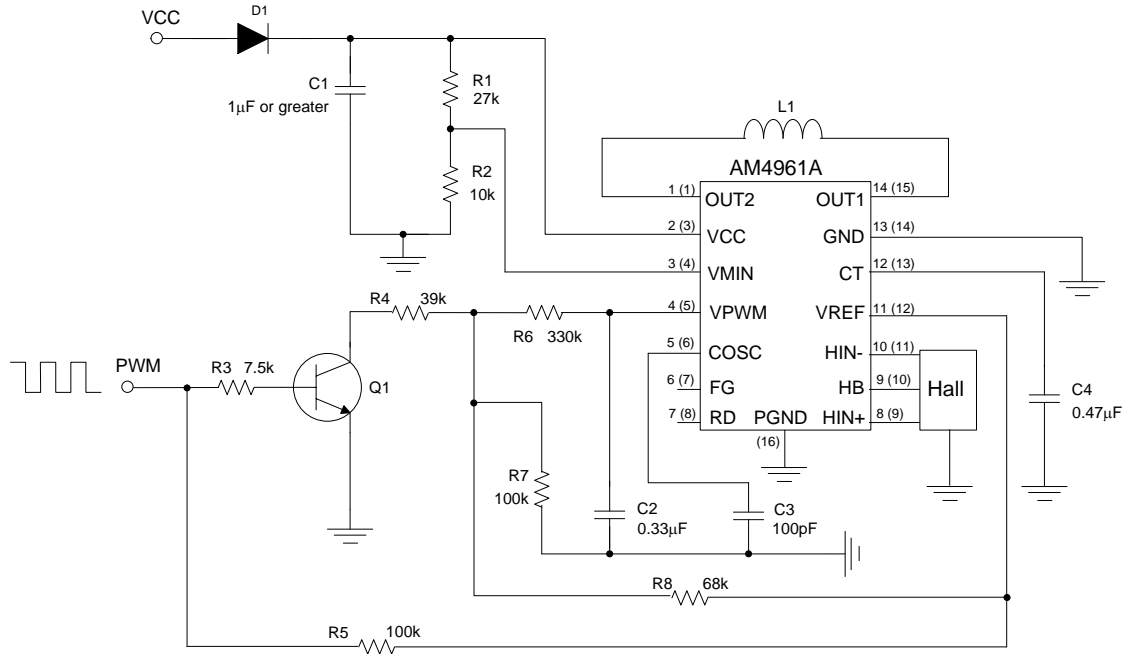 VCC
D1
C1
1μF or greater
R1
27k
R2
10k
L1
AM4961A
1 (1)
OUT2
OUT1
14 (15)
2 (3)
VCC
GND
13 (14)
3 (4)
VMIN
CT
12 (13)
R4 39k
4 (5)
VPWM
VREF
11 (12)
R6 330k
5 (6)
COSC
HIN-
10 (11)
PWM
R3 7.5k
Q1
6 (7)
FG
HB
9 (10)
Hall
7 (8)
RD
PGND
HIN+
8 (9)
(16)
C4
0.47μF
R7
100k
C2
0.33μF
C3
100pF
R8 68k
R5 100k